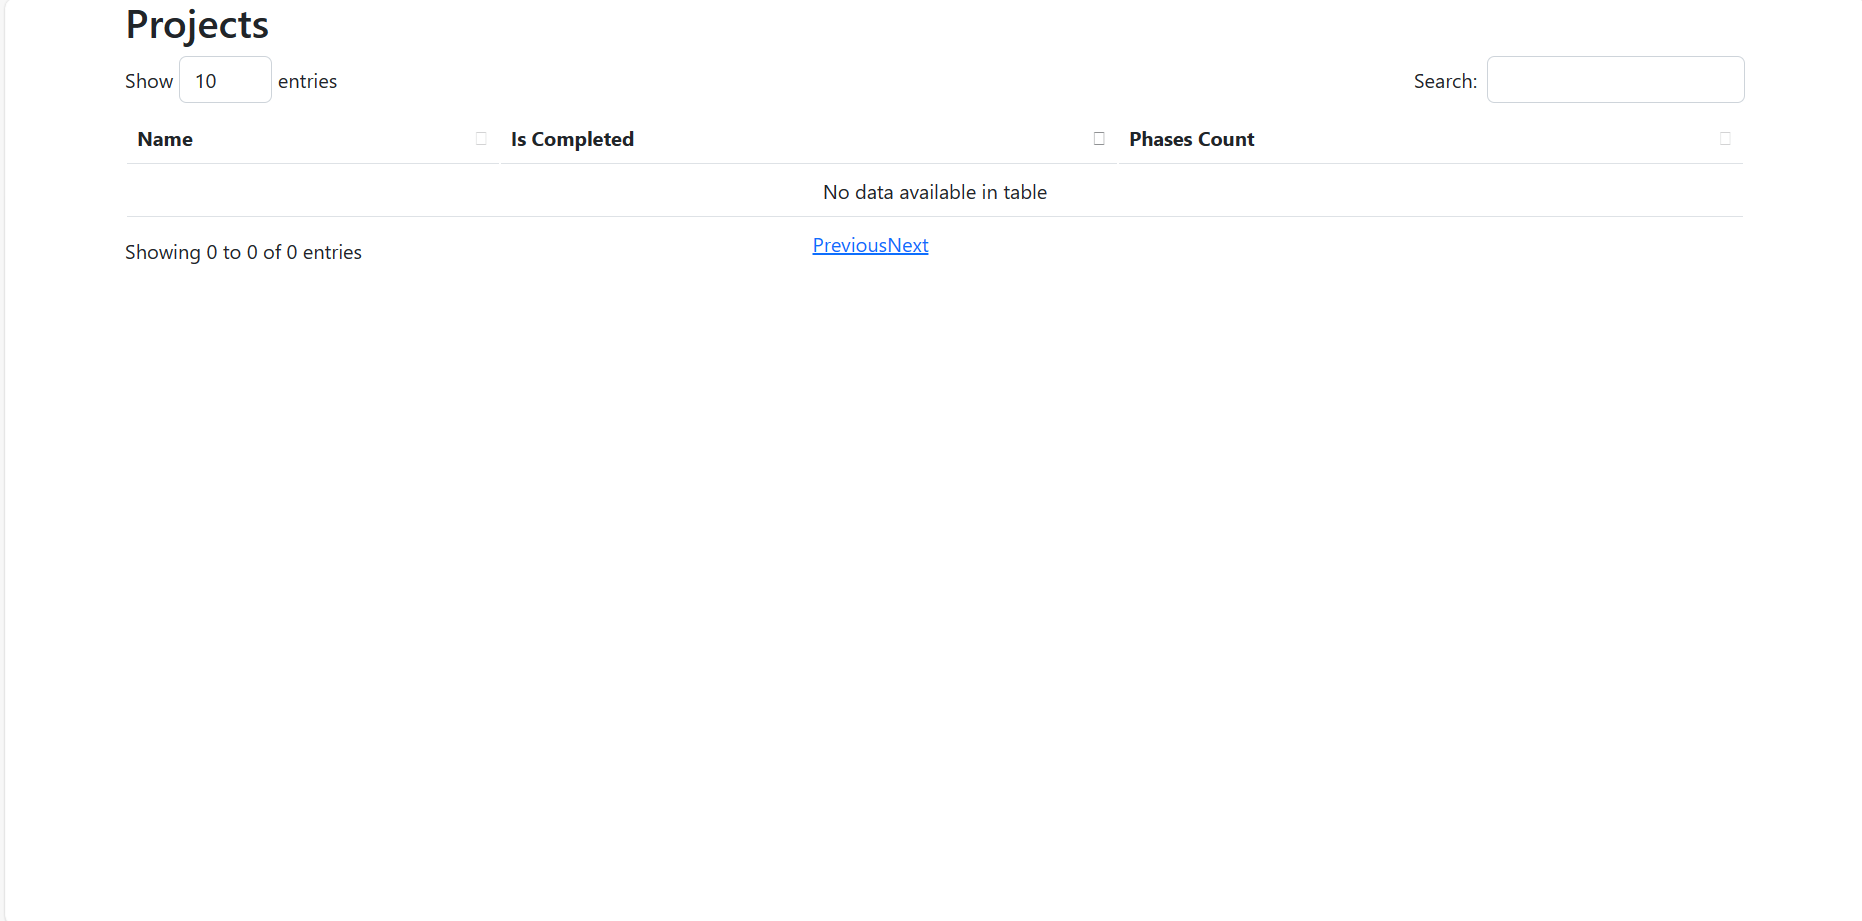 Projects
Show 10 entries
Search:
Name Is Completed Phases Count
No data available in table
Showing 0 to 0 of 0 entries
PreviousNext